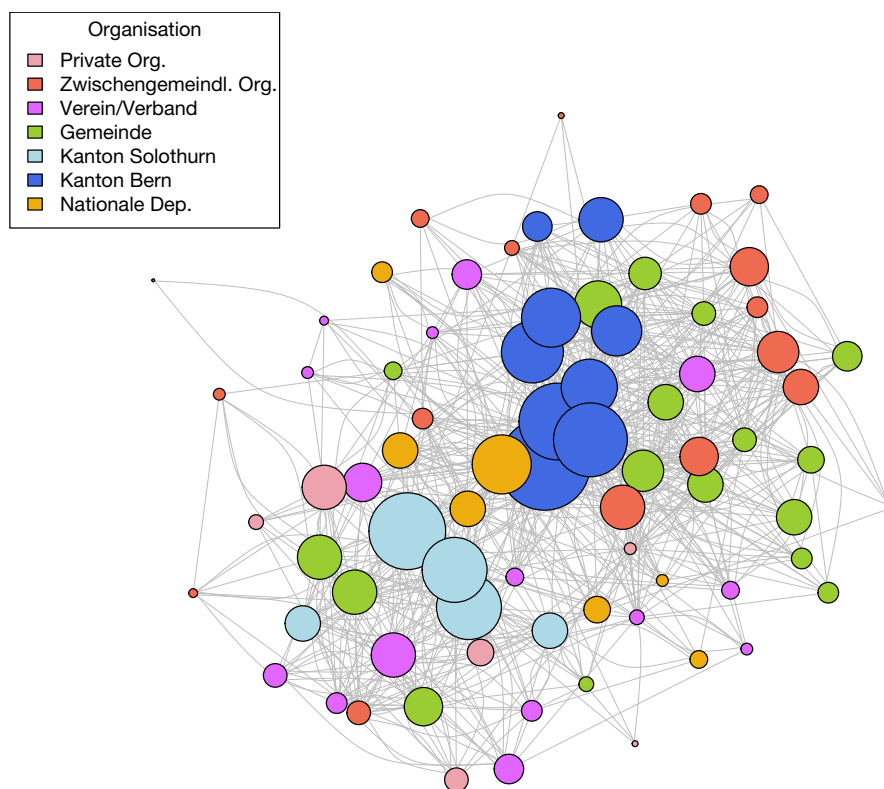 Organisation
Private Org.
Zwischengemeindl. Org.
Verein/Verband
Gemeinde
Kanton Solothurn
Kanton Bern
Nationale Dep.